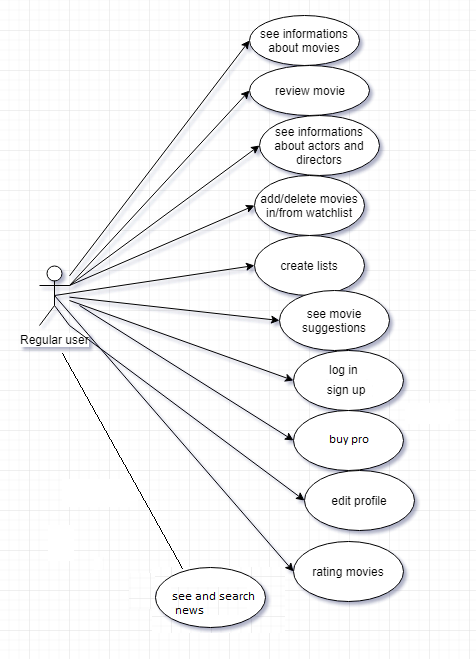 see informations
about movies
review movie
see informations
about actors and
directors
add/delete movies
in/from watchlist
create lists
see movie
suggestions
Regular user
log in
sign up
buy pro
edit profile
rating movies
see and search
news